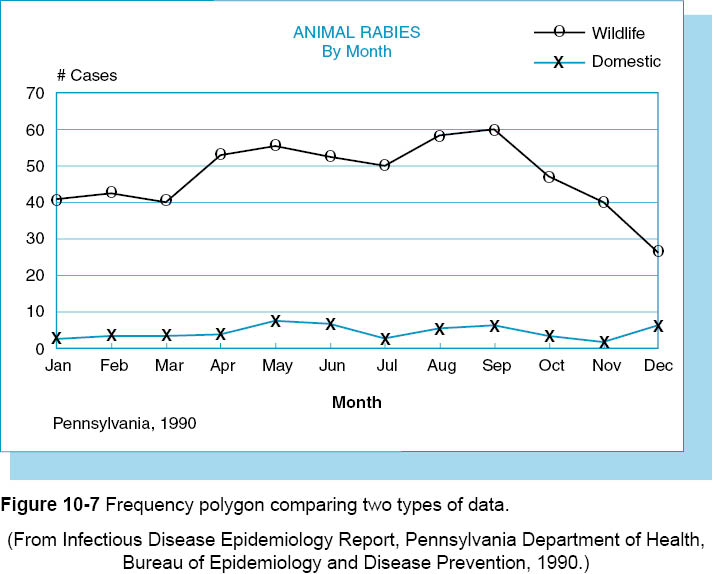 ANIMAL RABIES
By Month
Wildlife
Domestic
# Cases
70
60
50
40
30
20
10
0
Jan Feb Mar Apr May Jun Jul Aug Sep Oct Nov Dec
Month
Pennsylvania, 1990
Figure 10-7 Frequency polygon comparing two types of data.
(From Infectious Disease Epidemiology Report, Pennsylvania Department of Health,
Bureau of Epidemiology and Disease Prevention, 1990.)